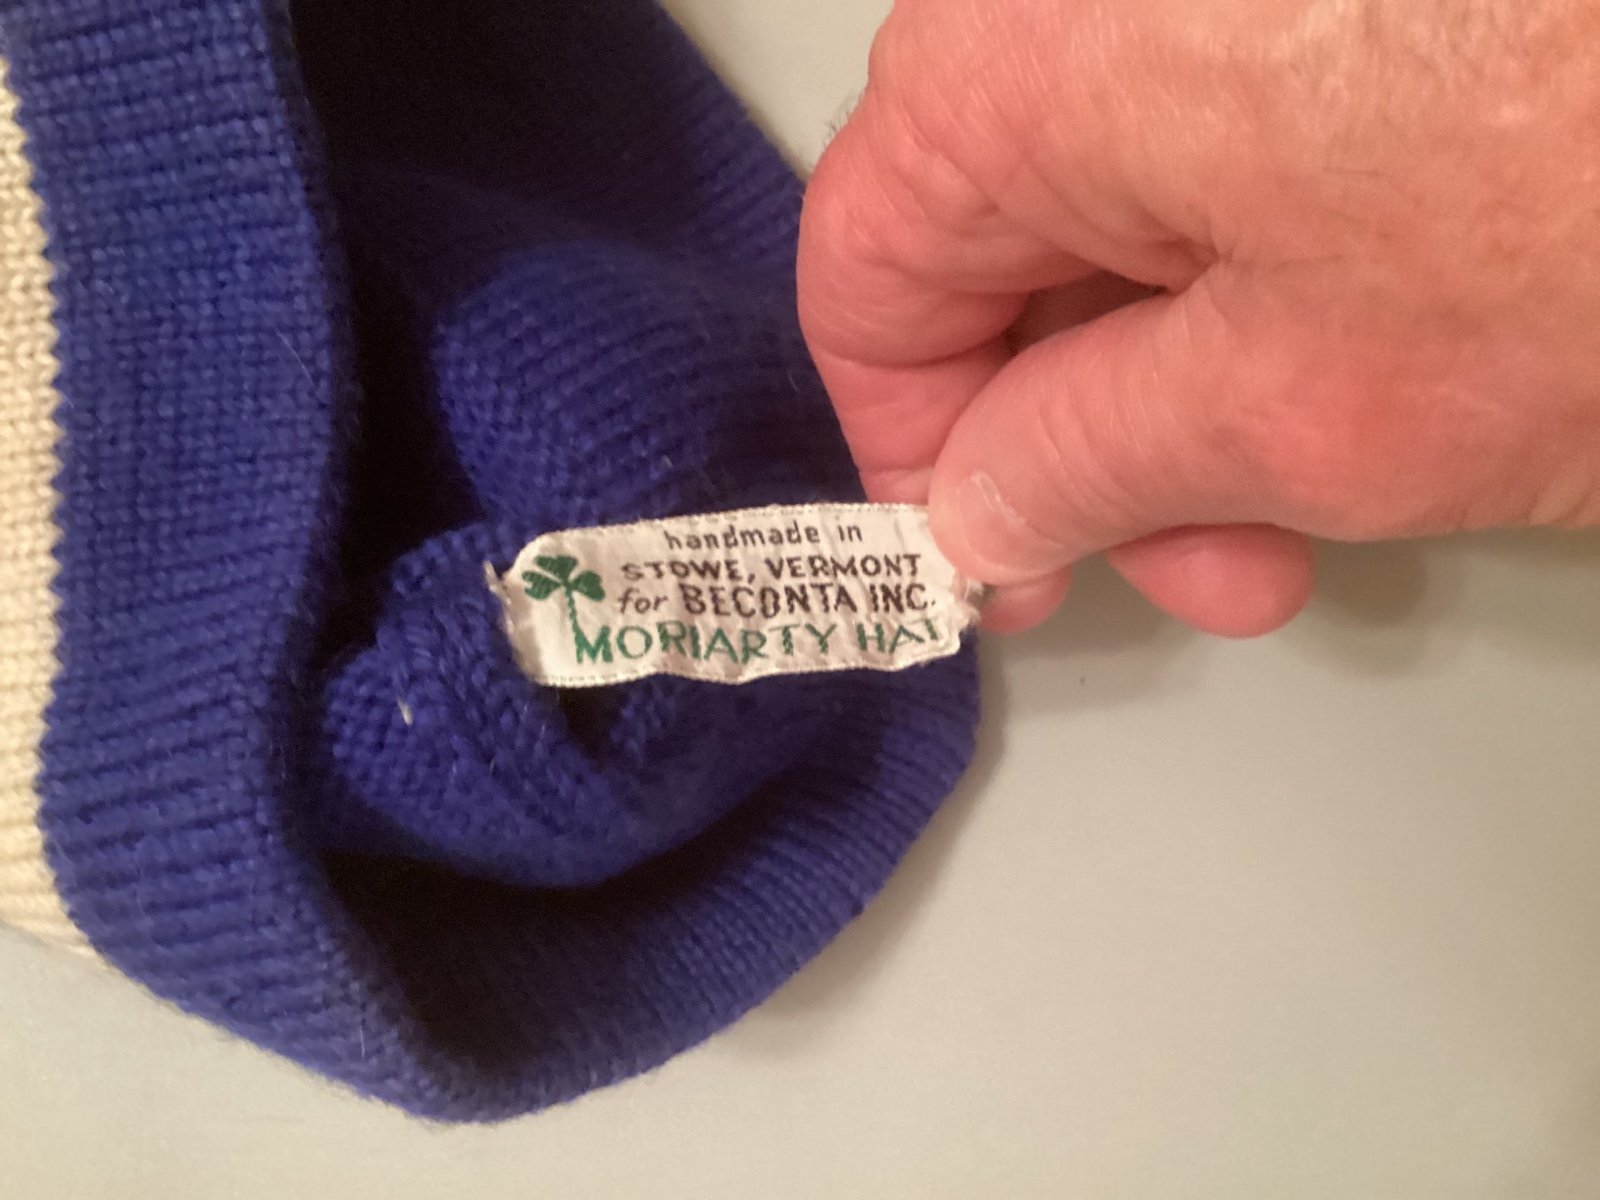 handmade in
STOWE, VERMONT
for BECONTA INC.
MORIARTY HAT